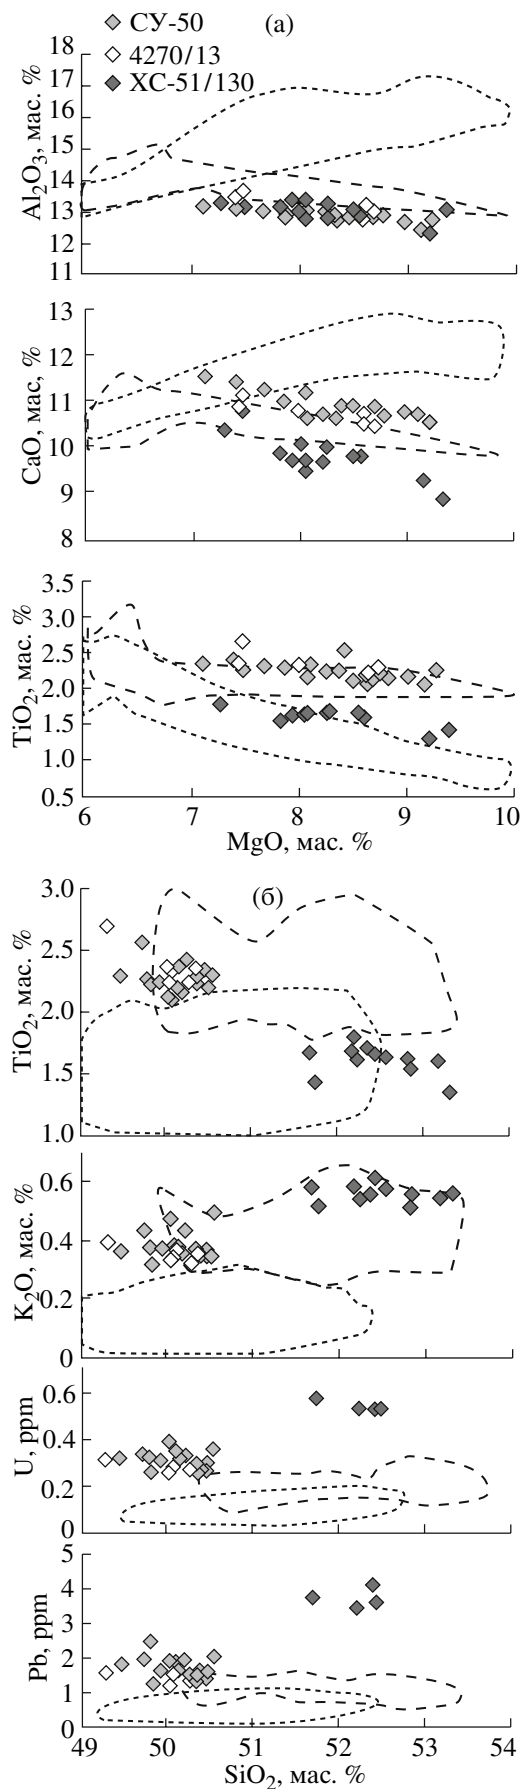 СУ-50 (а)
4270/13
ХС-51/130
Al₂O₃, мас. %
18
17
16
15
14
13
12
11
CaO, мас, %
13
12
11
10
9
8
TiO₂, мас. %
3.5
3.0
2.5
2.0
1.5
1.0
0.5
6 7 8 9 10
MgO, мас. %
(б)
TiO₂, мас. %
3.0
2.5
2.0
1.5
1.0
K₂O, мас. %
0.6
0.4
0.2
0
U, ppm
0.6
0.4
0.2
0
Pb, ppm
5
4
3
2
1
0
49 50 51 52 53 54
SiO₂, мас. %